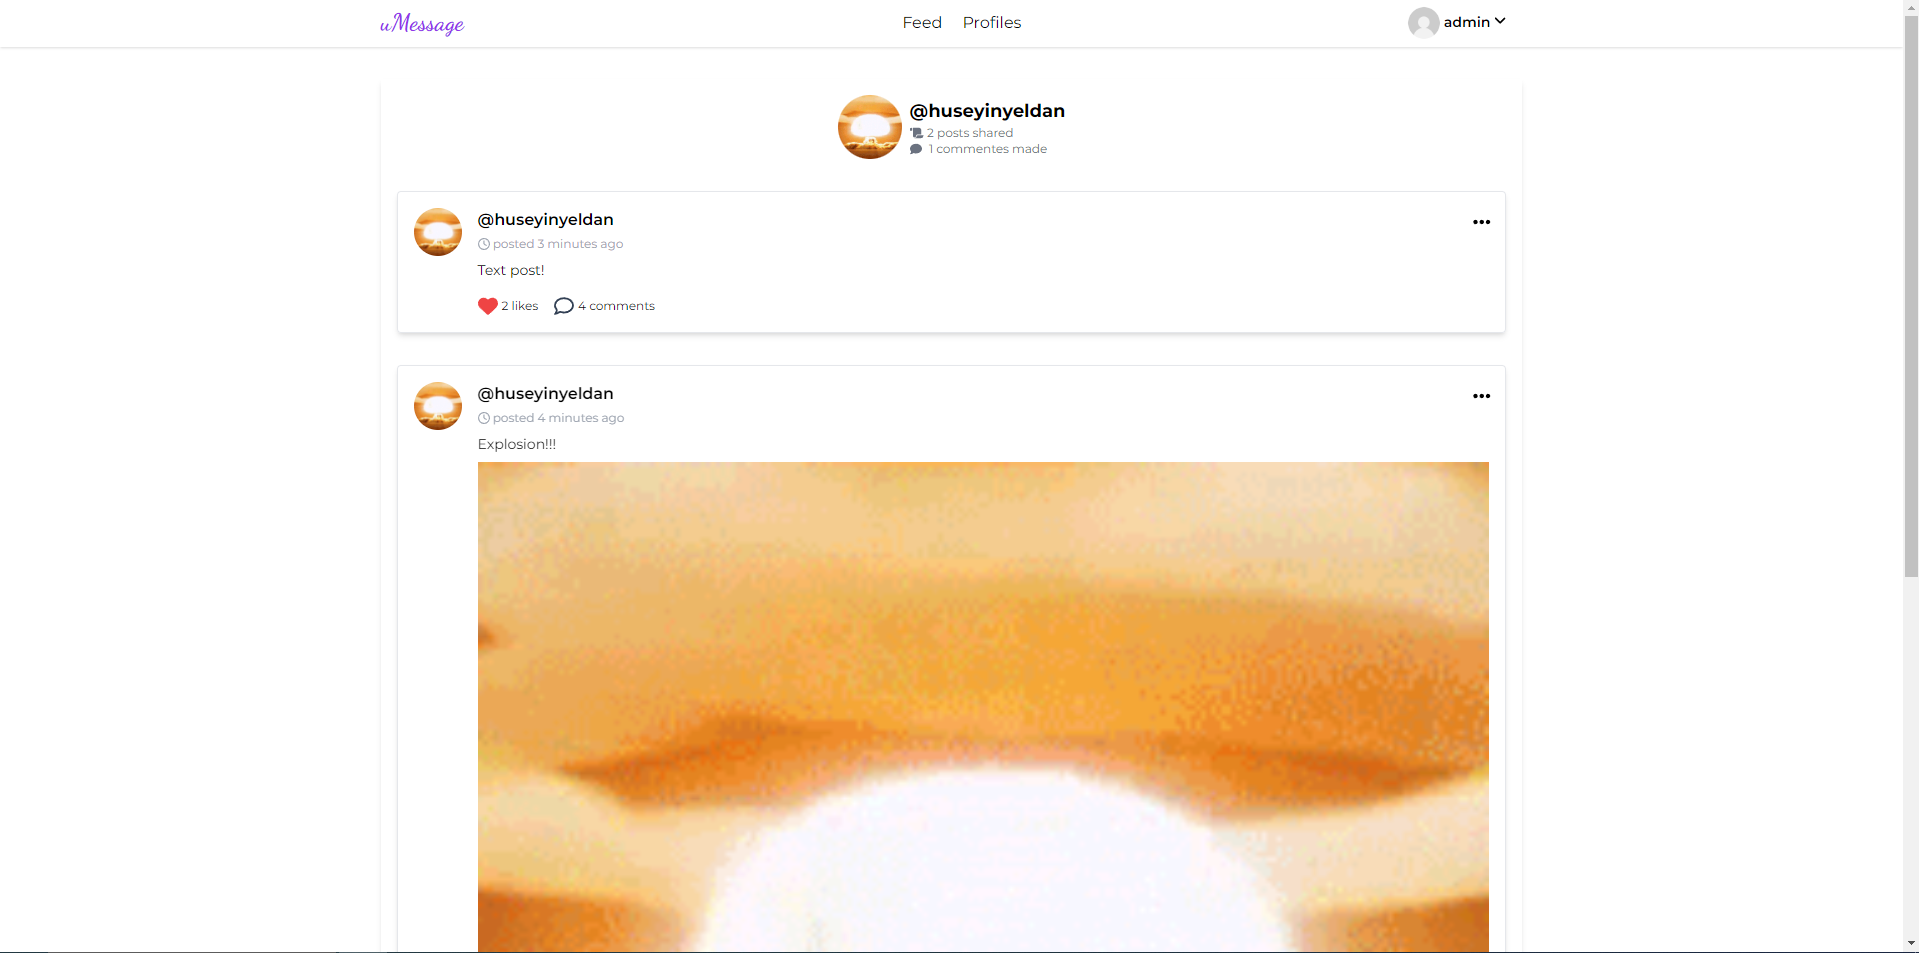 uMessage
Feed Profiles
admin
@huseyinyeldan
2 posts shared
1 commentes made
@huseyinyeldan
posted 3 minutes ago
Text post!
2 likes 4 comments
@huseyinyeldan
posted 4 minutes ago
Explosion!!!